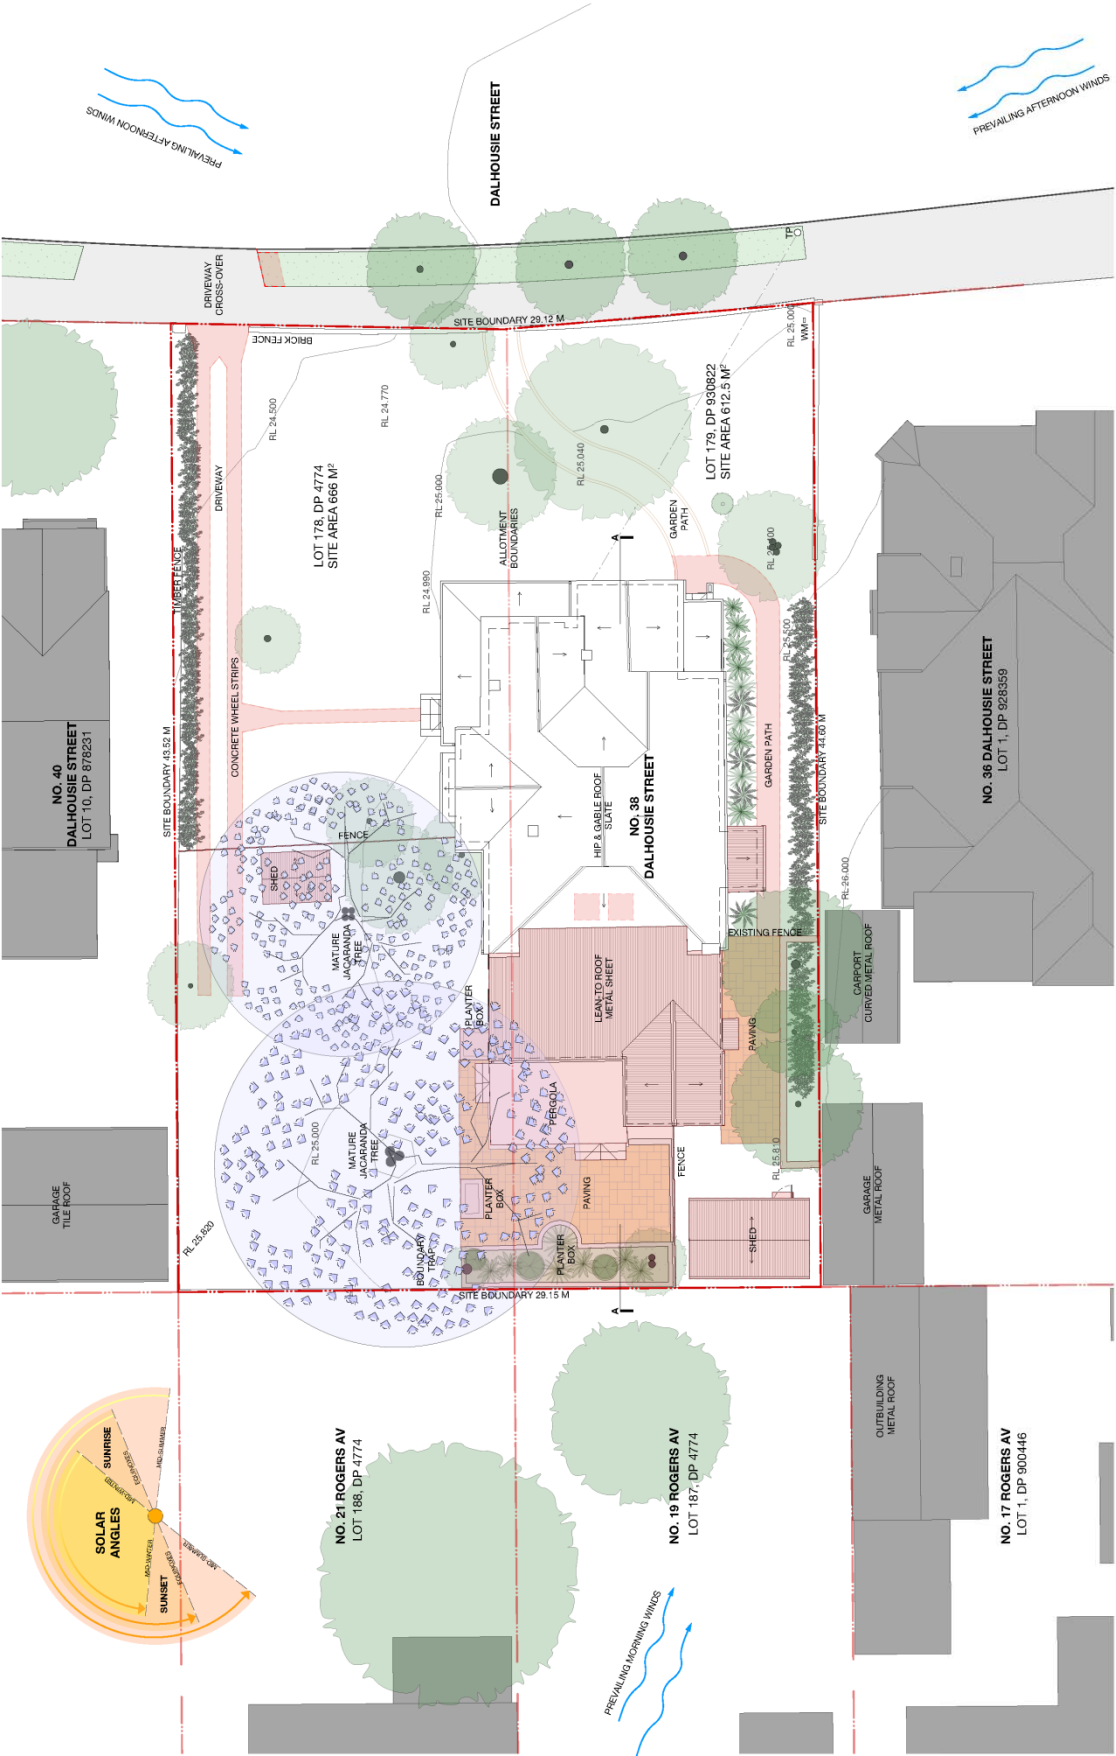 PREVAILING AFTERNOON WINDS
PREVAILING AFTERNOON WINDS
DALHOUSIE STREET
DRIVEWAY
CROSS-OVER
TP
SITE BOUNDARY 29.12 M
BRICK FENCE
RL 24.500
RL 24.770
RL 25.000
WM
LOT 179, DP 930822
SITE AREA 612.5 M²
RL 25.040
DRIVEWAY
LOT 178, DP 4774
SITE AREA 666 M²
RL 25.000
ALLOTMENT
BOUNDARIES
GARDEN
PATH
A
TIMBER FENCE
RL 24.990
RL 25.500
CONCRETE WHEEL STRIPS
SITE BOUNDARY 43.52 M
NO. 40
DALHOUSIE STREET
LOT 10, DP 878231
NO. 36 DALHOUSIE STREET
LOT 1, DP 928359
GARDEN PATH
SITE BOUNDARY 44.60 M
HIP & GABLE ROOF
SLATE
NO. 38
DALHOUSIE STREET
FENCE
SHED
RL 26.000
EXISTING FENCE
MATURE
JACARANDA
TREE
PLANTER
BOX
LEAN-TO ROOF
METAL SHEET
PAVING
CARPORT
CURVED METAL ROOF
PERGOLA
RL 25.000
MATURE
JACARANDA
TREE
FENCE
RL 25.810
GARAGE
TILE ROOF
PLANTER
BOX
PAVING
GARAGE
METAL ROOF
RL 25.820
BOUNDARY
TRAP
PLANTER
BOX
SHED
SITE BOUNDARY 29.15 M
A
SOLAR
ANGLES
SUNRISE
MID-SUMMER
EQUINOXES
MID-WINTER
SUNSET
MID-WINTER
EQUINOXES
MID-SUMMER
NO. 21 ROGERS AV
LOT 188, DP 4774
NO. 19 ROGERS AV
LOT 187, DP 4774
OUTBUILDING
METAL ROOF
NO. 17 ROGERS AV
LOT 1, DP 900446
PREVAILING MORNING WINDS